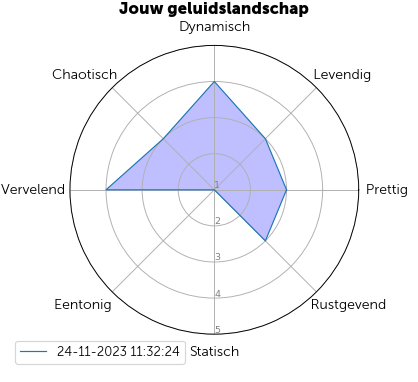 Jouw geluidslandschap
Dynamisch
Chaotisch
Levendig
Vervelend
1
Prettig
2
3
4
Eentonig
Rustgevend
5
24-11-2023 11:32:24
Statisch